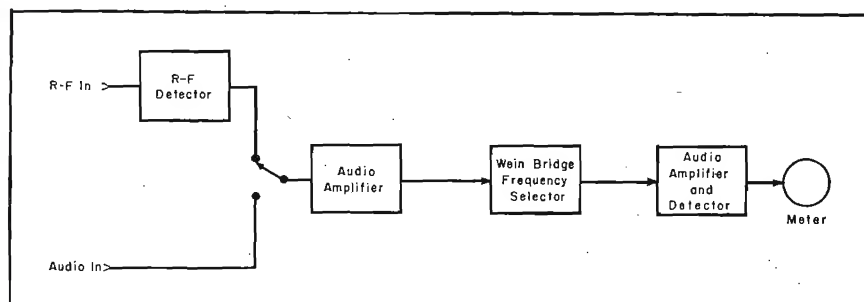 R-F In
R-F
Detector
Audio
Amplifier
Wein Bridge
Frequency
Selector
Audio
Amplifier
and
Detector
Meter
Audio In